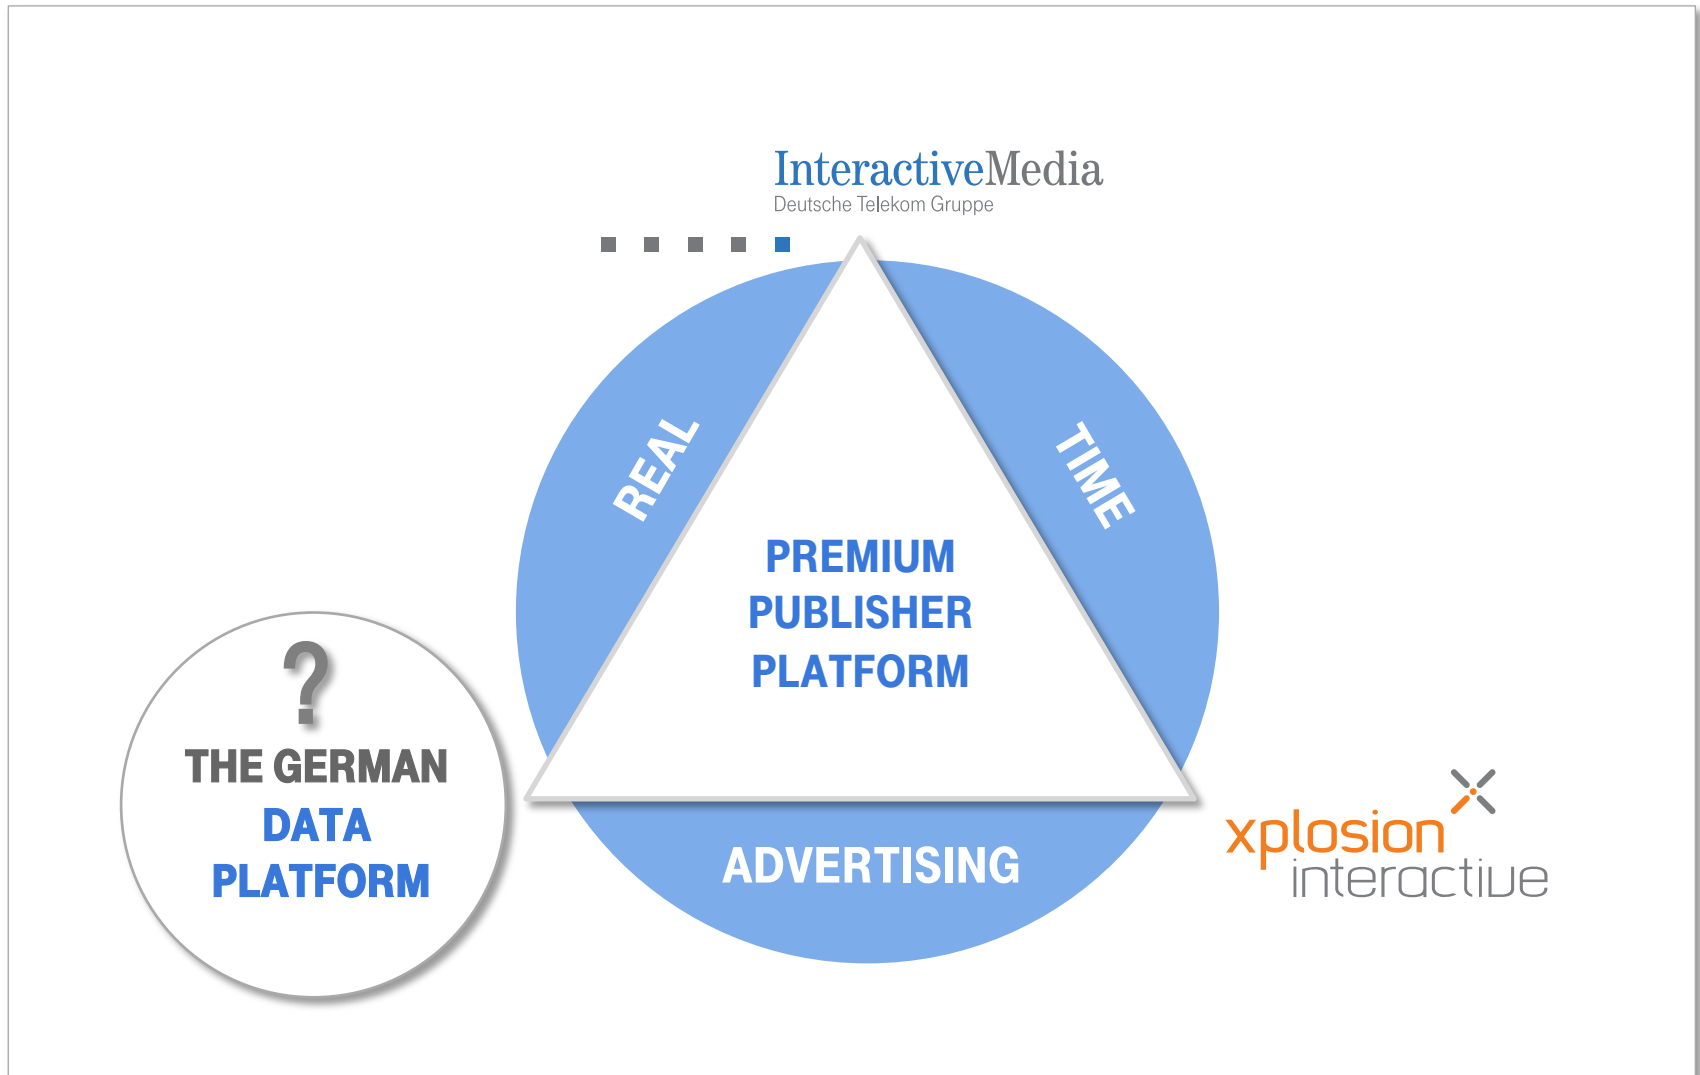 InteractiveMedia
Deutsche Telekom Gruppe
REAL
TIME
PREMIUM
PUBLISHER
PLATFORM
?
THE GERMAN
DATA
PLATFORM
ADVERTISING
xplosion
interactive